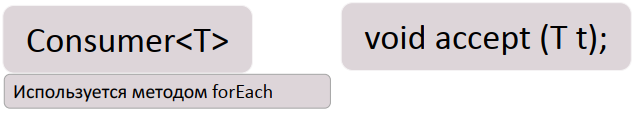 Consumer<T>
void accept (T t);
Используется методом forEach